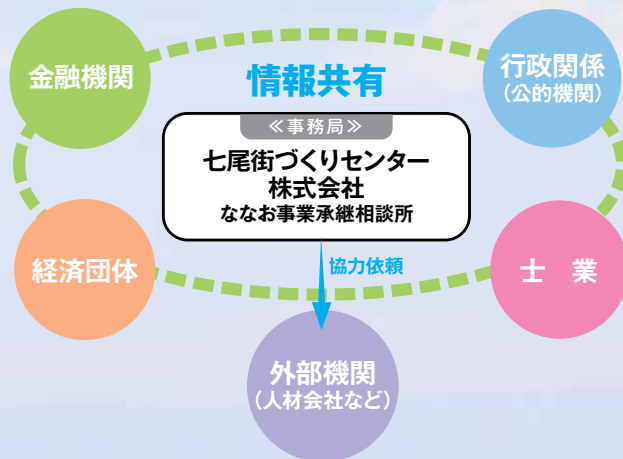 金融機関
情報共有
行政関係
(公的機関)
≪事務局≫
七尾街づくりセンター
株式会社
ななお事業承継相談所
経済団体
協力依頼
士　業
外部機関
(人材会社など)